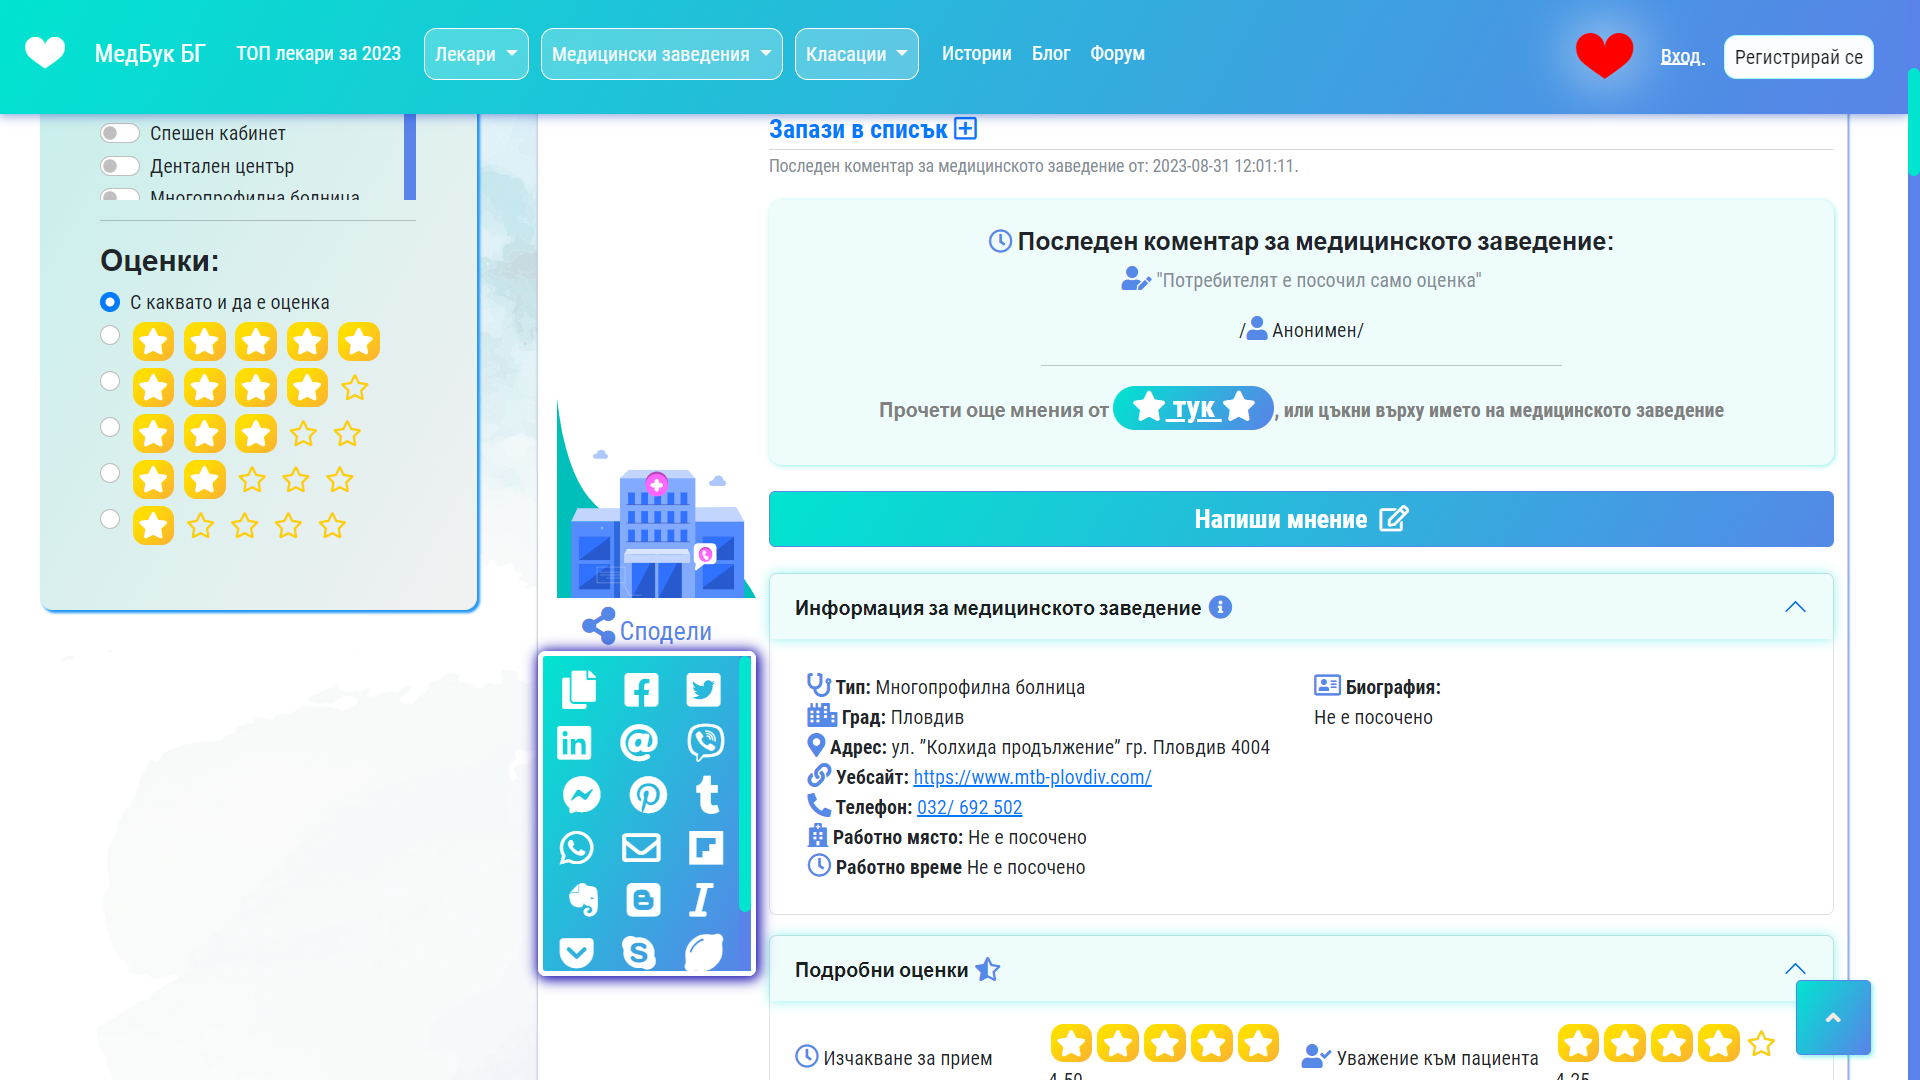 МедБук БГ
ТОП лекари за 2023
Лекари
Медицински заведения
Класации
Истории
Блог
Форум
Вход
Регистрирай се
Спешен кабинет
Дентален център
Многопрофилна болница
Оценки:
С каквато и да е оценка
Запази в списък
Последен коментар за медицинското заведение от: 2023-08-31 12:01:11.
Последен коментар за медицинското заведение:
"Потребителят е посочил само оценка"
/ Анонимен/
Прочети още мнения от тук , или цъкни върху името на медицинското заведение
Напиши мнение
Сподели
Информация за медицинското заведение
Тип: Многопрофилна болница
Град: Пловдив
Адрес: ул. ”Колхида продължение” гр. Пловдив 4004
Уебсайт: https://www.mtb-plovdiv.com/
Телефон: 032/ 692 502
Работно място: Не е посочено
Работно време Не е посочено
Биография:
Не е посочено
Подробни оценки
Изчакване за прием
4.50
Уважение към пациента
4.25